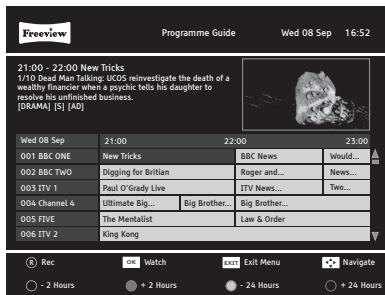 Freeview Programme Guide Wed 08 Sep 16:52
21:00 - 22:00 New Tricks
1/10 Dead Man Talking: UCOS reinvestigate the death of a
wealthy financier when a psychic tells his daughter to
resolve his unfinished business.
[DRAMA] [S] [AD]
Wed 08 Sep 21:00 22:00 23:00
001 BBC ONE New Tricks BBC News Would...
002 BBC TWO Digging for Britian Roger and... News...
003 ITV 1 Paul O'Grady Live ITV News... Two...
004 Channel 4 Ultimate Big... Big Brother... Big Brother...
005 FIVE The Mentalist Law & Order
006 ITV 2 King Kong
R Rec OK Watch EXIT Exit Menu Navigate
- 2 Hours + 2 Hours - 24 Hours + 24 Hours